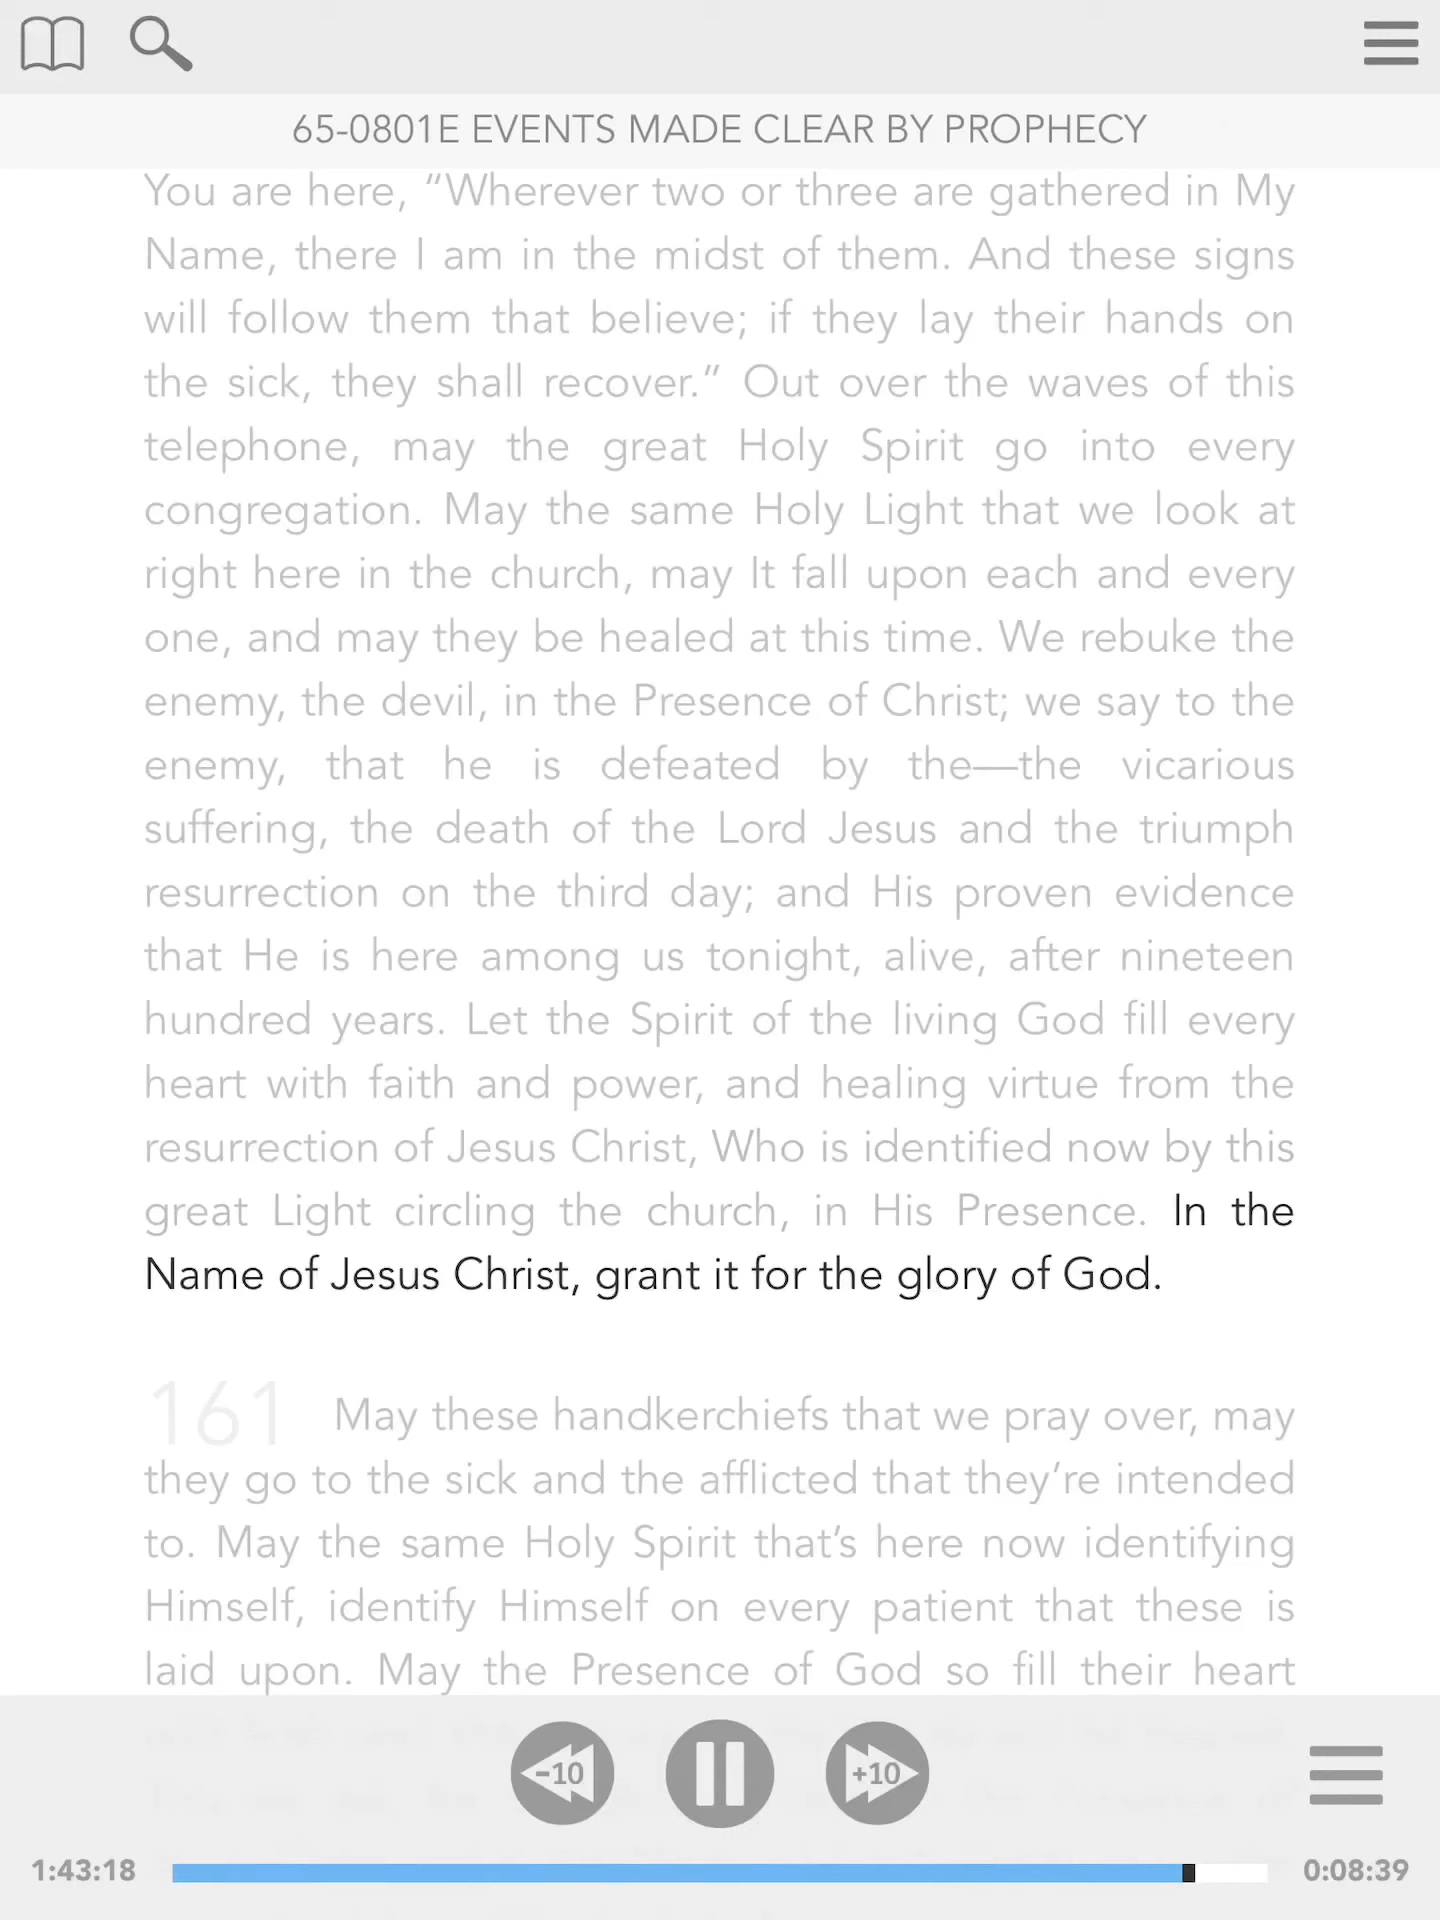 65-0801E EVENTS MADE CLEAR BY PROPHECY
You are here, “Wherever two or three are gathered in My
Name, there I am in the midst of them. And these signs
will follow them that believe; if they lay their hands on
the sick, they shall recover.” Out over the waves of this
telephone, may the great Holy Spirit go into every
congregation. May the same Holy Light that we look at
right here in the church, may It fall upon each and every
one, and may they be healed at this time. We rebuke the
enemy, the devil, in the Presence of Christ; we say to the
enemy, that he is defeated by the—the vicarious
suffering, the death of the Lord Jesus and the triumph
resurrection on the third day; and His proven evidence
that He is here among us tonight, alive, after nineteen
hundred years. Let the Spirit of the living God fill every
heart with faith and power, and healing virtue from the
resurrection of Jesus Christ, Who is identified now by this
great Light circling the church, in His Presence. In the
Name of Jesus Christ, grant it for the glory of God.
161 May these handkerchiefs that we pray over, may
they go to the sick and the afflicted that they’re intended
to. May the same Holy Spirit that’s here now identifying
Himself, identify Himself on every patient that these is
laid upon. May the Presence of God so fill their heart
-10 +10
1:43:18 0:08:39